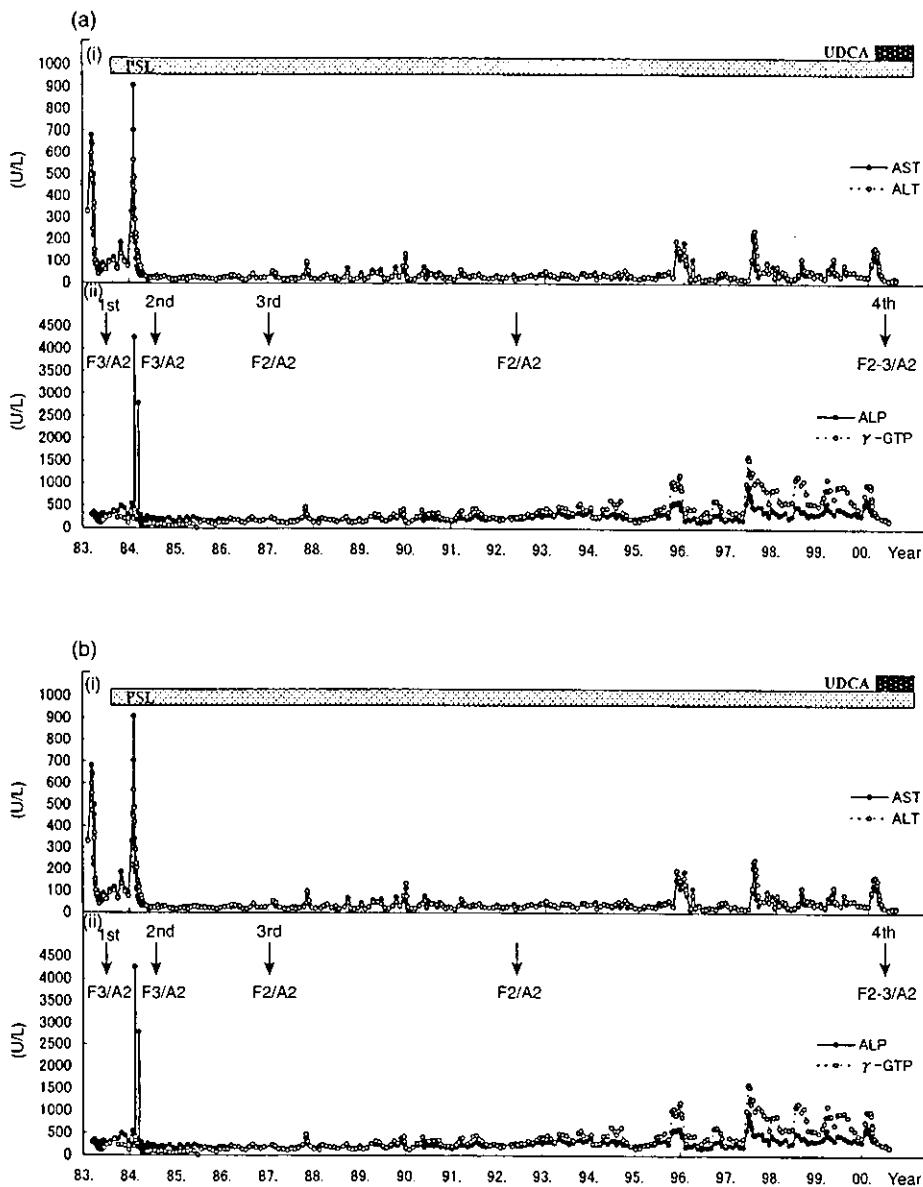 (a)
(i)
UDCA
PSL
1000
900
800
700
600
500
400
300
200
100
0
(U/L)
AST
ALT
(ii)
1st
2nd
3rd
4th
F3/A2
F3/A2
F2/A2
F2/A2
F2-3/A2
4500
4000
3500
3000
2500
2000
1500
1000
500
0
(U/L)
ALP
γ-GTP
83. 84. 85. 86. 87. 88. 89. 90. 91. 92. 93. 94. 95. 96. 97. 98. 99. 00. Year
(b)
(i)
UDCA
PSL
1000
900
800
700
600
500
400
300
200
100
0
(U/L)
AST
ALT
(ii)
1st
2nd
3rd
4th
F3/A2
F3/A2
F2/A2
F2/A2
F2-3/A2
4500
4000
3500
3000
2500
2000
1500
1000
500
0
(U/L)
ALP
γ-GTP
83. 84. 85. 86. 87. 88. 89. 90. 91. 92. 93. 94. 95. 96. 97. 98. 99. 00. Year